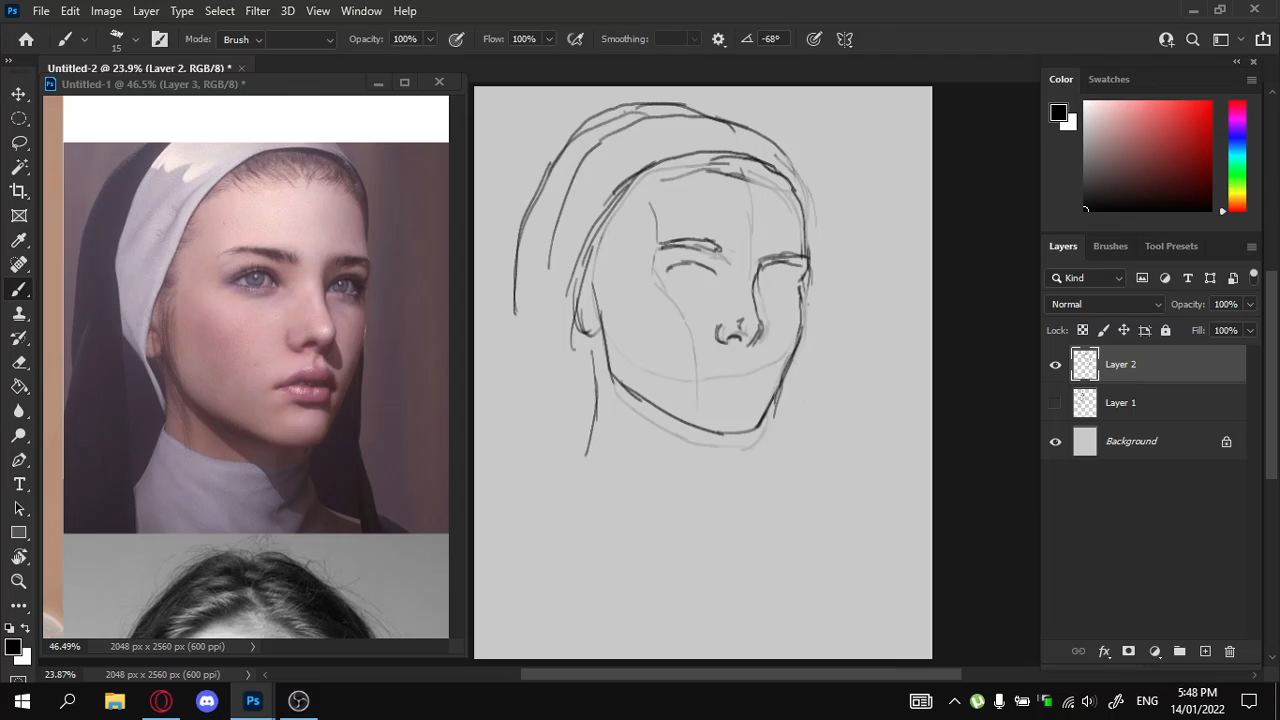 Ps File Edit Image Layer Type Select Filter 3D View Window Help
15 Mode: Brush Opacity: 100% Flow: 100% Smoothing: -68°
Untitled-2 @ 23.9% (Layer 2, RGB/8) *
Ps Untitled-1 @ 46.5% (Layer 3, RGB/8) *
Color Swatches
Layers Brushes Tool Presets
Kind
Normal Opacity: 100%
Lock: Fill: 100%
Layer 2
Layer 1
Background
46.49% 2048 px x 2560 px (600 ppi)
23.87% 2048 px x 2560 px (600 ppi)
Ps ENG 5:48 PM
14/01/2022